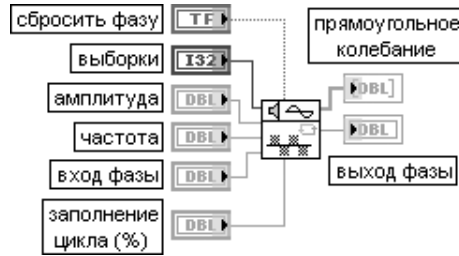 сбросить фазу
TF
прямоугольное
колебание
выборки
I32
[DBL]
амплитуда
DBL
частота
DBL
DBL
вход фазы
DBL
выход фазы
заполнение
цикла (%)
DBL